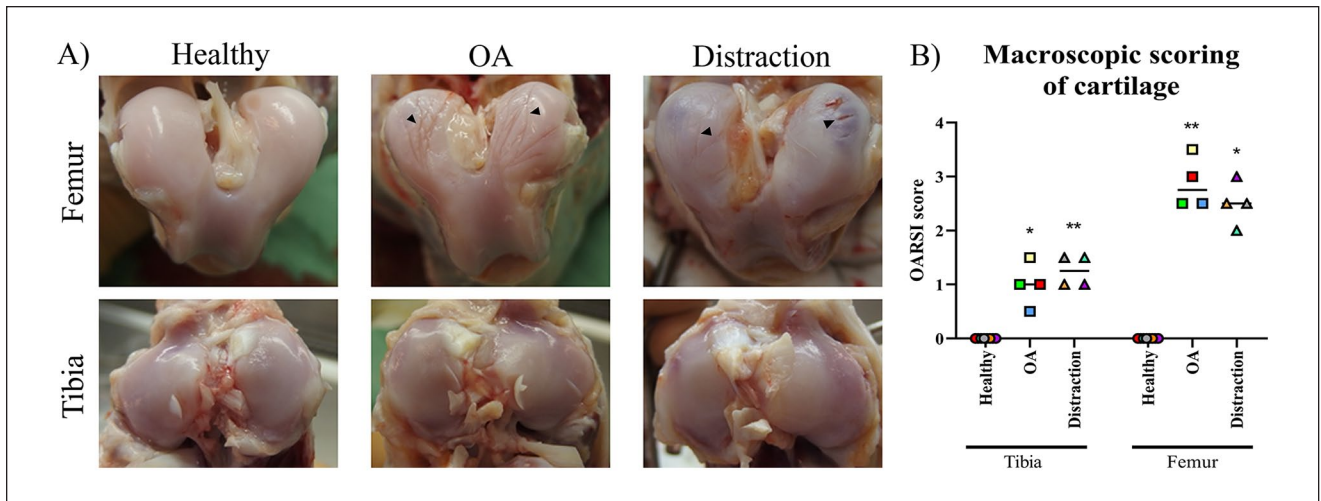 A)
Healthy
OA
Distraction
Femur
Tibia
B)
Macroscopic scoring
of cartilage
OARSI score
4
3
2
1
0
*
**
**
*
Healthy
OA
Distraction
Healthy
OA
Distraction
Tibia
Femur